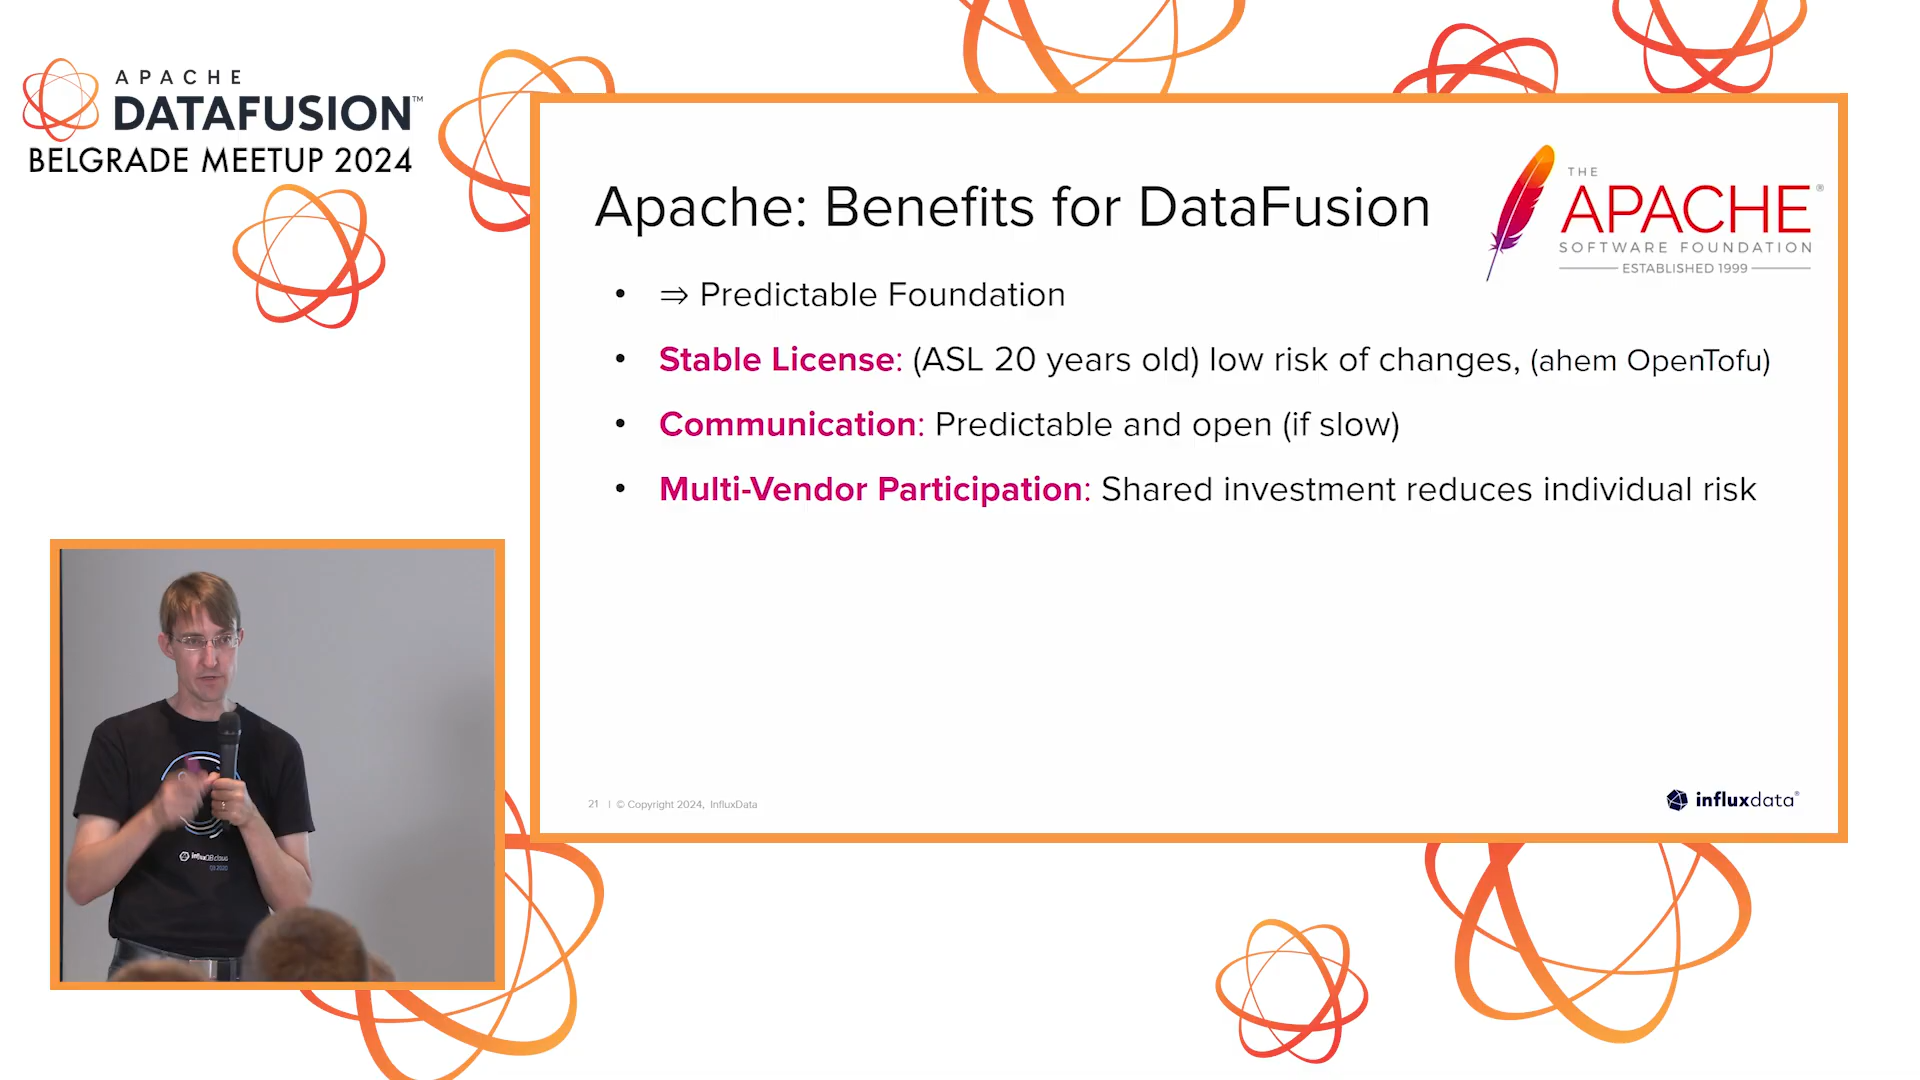 APACHE
DATAFUSION™
BELGRADE MEETUP 2024
Apache: Benefits for DataFusion
THE
APACHE®
SOFTWARE FOUNDATION
ESTABLISHED 1999
• ⇒ Predictable Foundation
• Stable License: (ASL 20 years old) low risk of changes, (ahem OpenTofu)
• Communication: Predictable and open (if slow)
• Multi-Vendor Participation: Shared investment reduces individual risk
21 | © Copyright 2024, InfluxData
influxdata®
influxDB cloud